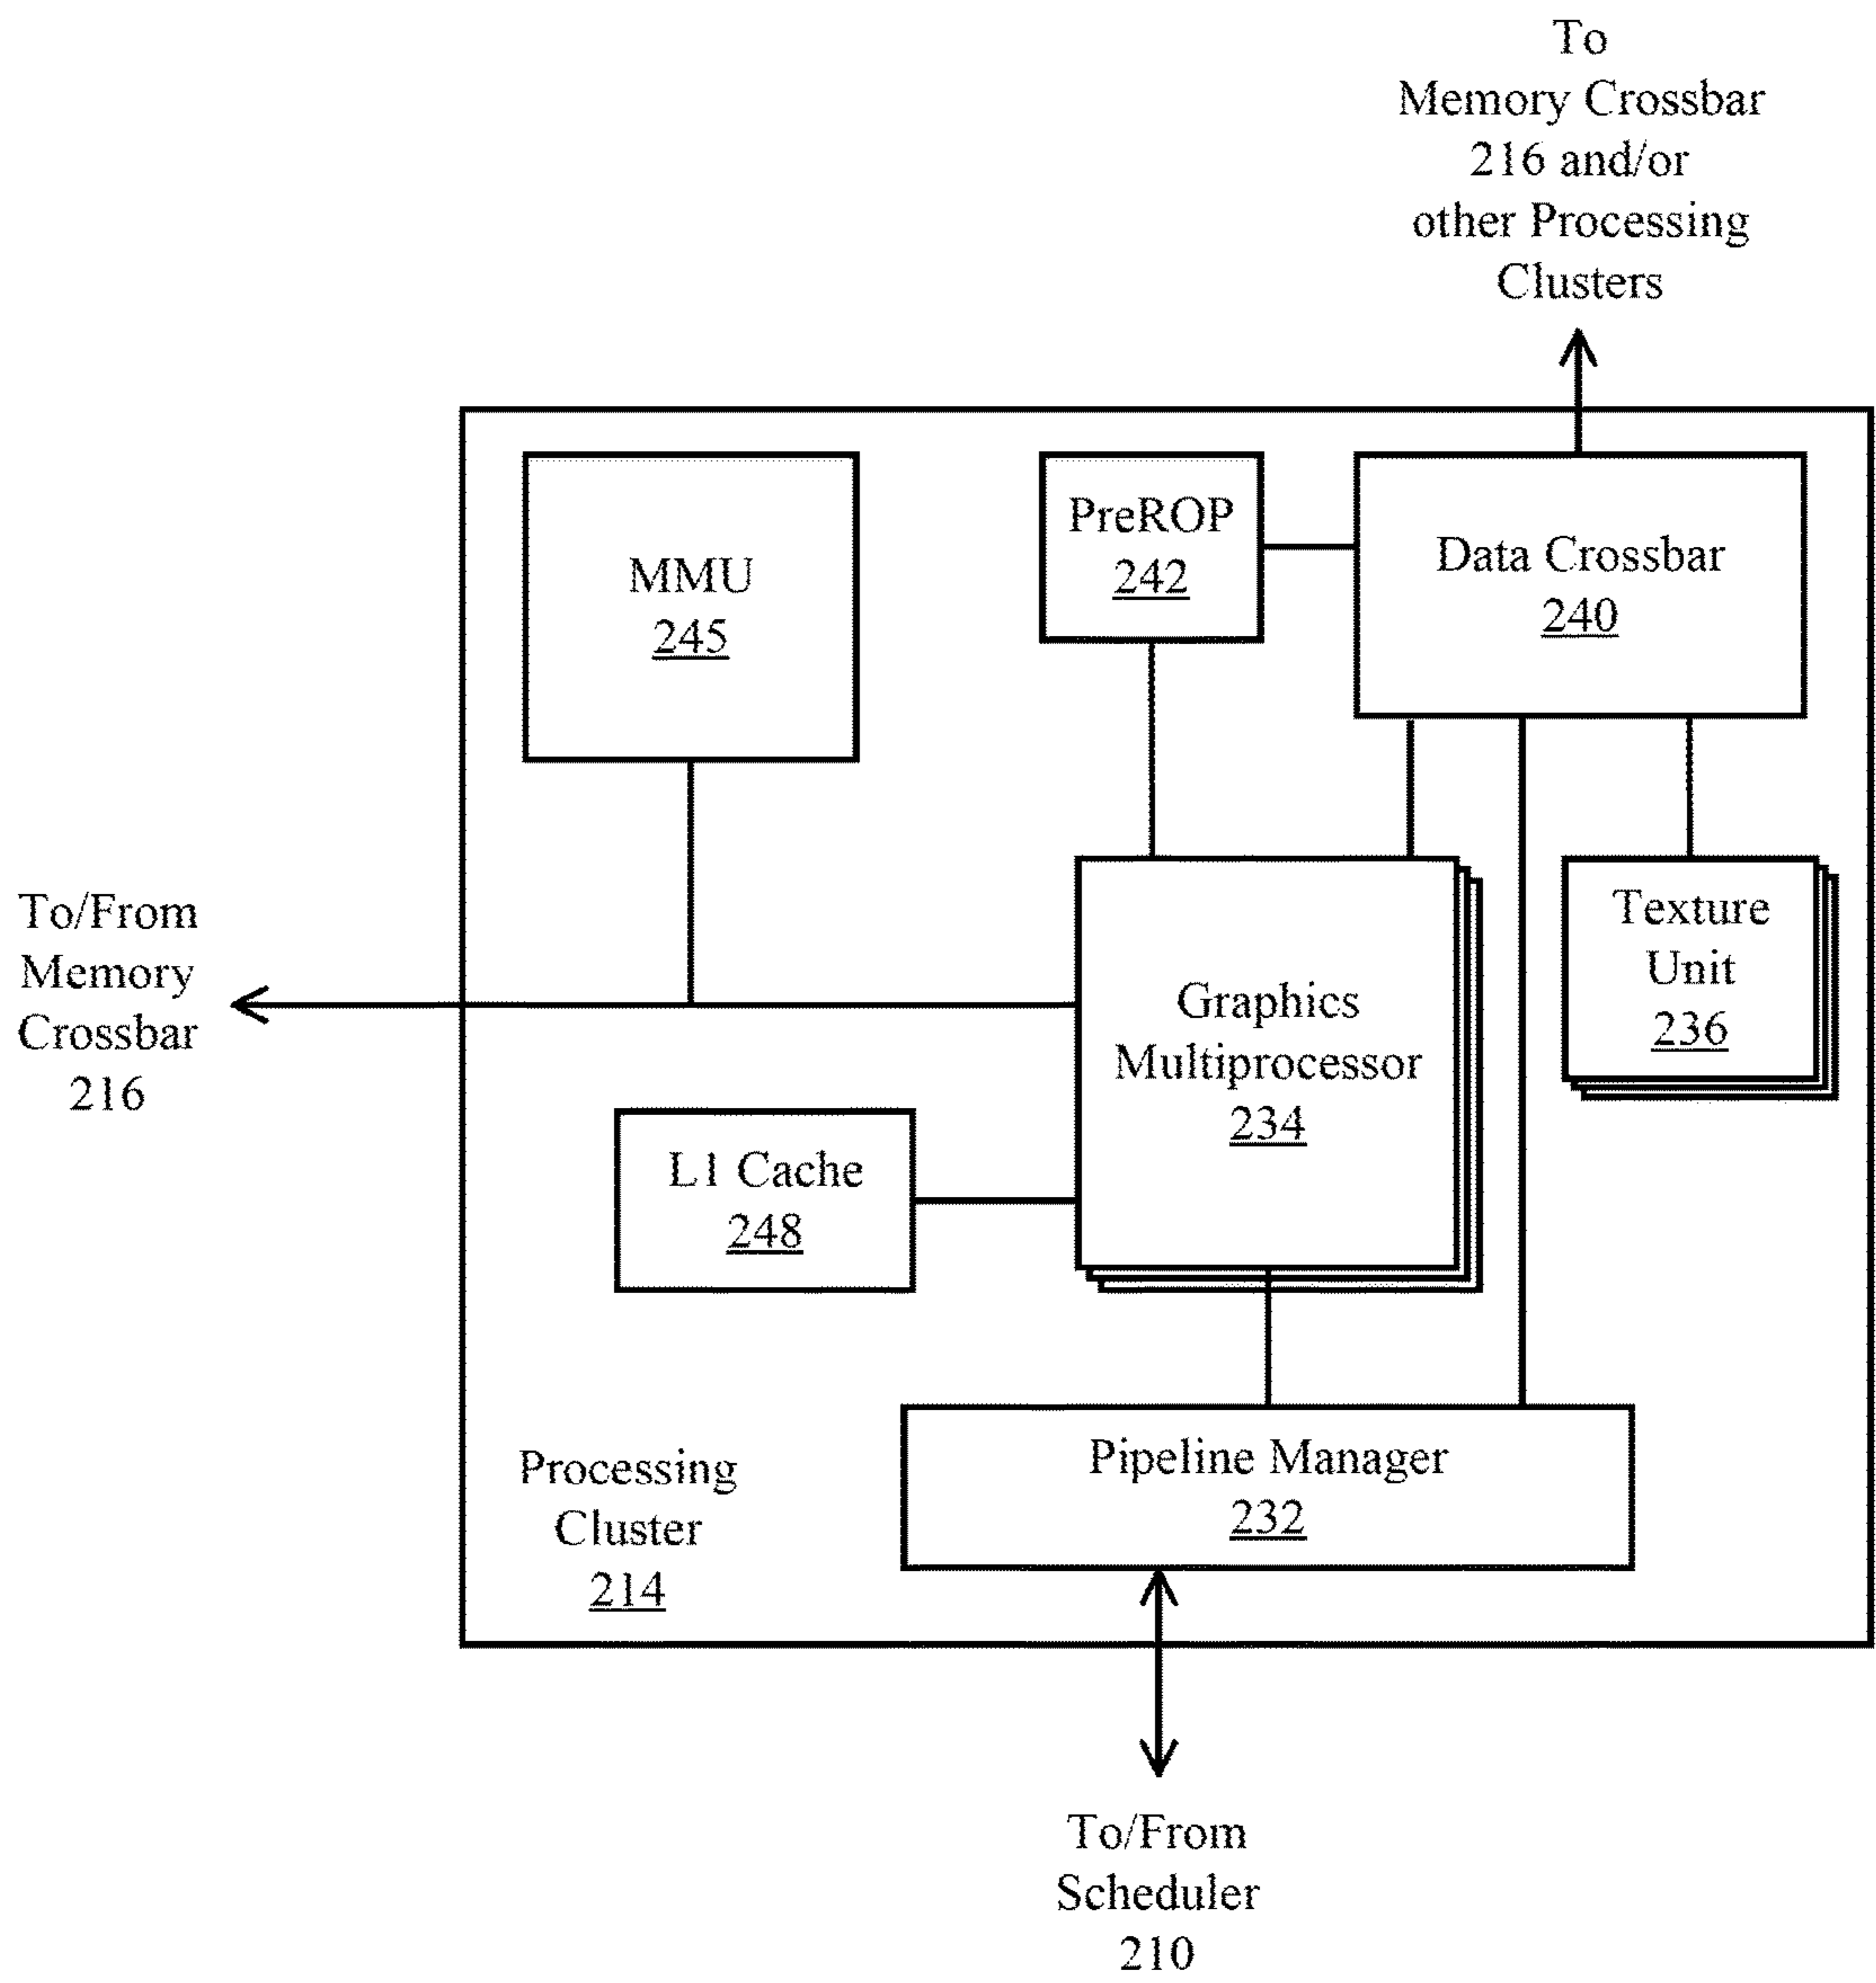 To
Memory Crossbar
216 and/or
other Processing
Clusters
MMU
245
PreROP
242
Data Crossbar
240
To/From
Memory
Crossbar
216
Graphics
Multiprocessor
234
Texture
Unit
236
L1 Cache
248
Processing
Cluster
214
Pipeline Manager
232
To/From
Scheduler
210